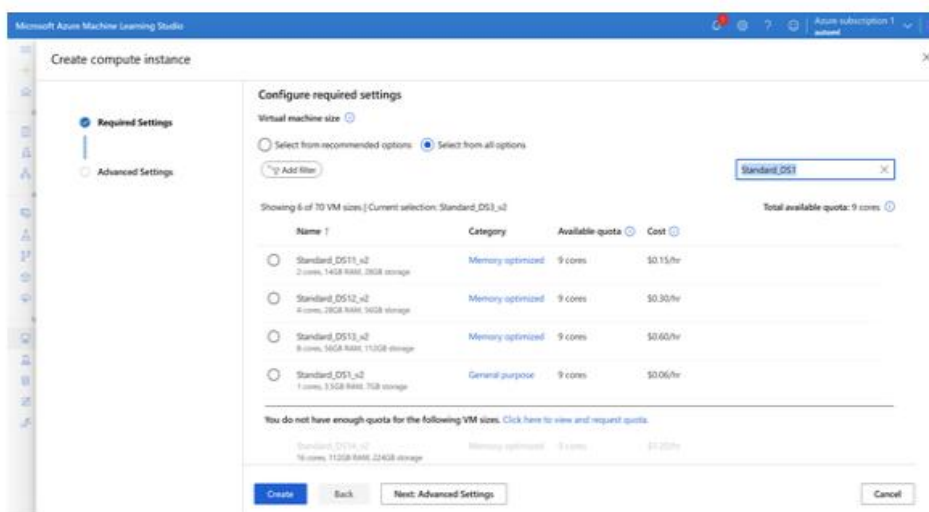 Microsoft Azure Machine Learning Studio
Azure subscription 1
automl
Create compute instance
Required Settings
Advanced Settings
Configure required settings
Virtual machine size
Select from recommended options
Select from all options
Add filter
Standard_DS1
Showing 6 of 70 VM sizes | Current selection: Standard_DS3_v2
Total available quota: 9 cores
Name ↑ Category Available quota Cost
Standard_DS11_v2 Memory optimized 9 cores $0.15/hr
2 cores, 14GB RAM, 28GB storage
Standard_DS12_v2 Memory optimized 9 cores $0.30/hr
4 cores, 28GB RAM, 56GB storage
Standard_DS13_v2 Memory optimized 9 cores $0.60/hr
8 cores, 56GB RAM, 112GB storage
Standard_DS1_v2 General purpose 9 cores $0.06/hr
1 cores, 3.5GB RAM, 7GB storage
You do not have enough quota for the following VM sizes. Click here to view and request quota.
Standard_DS14_v2 Memory optimized 9 cores
16 cores, 112GB RAM, 224GB storage
Create Back Next: Advanced Settings Cancel